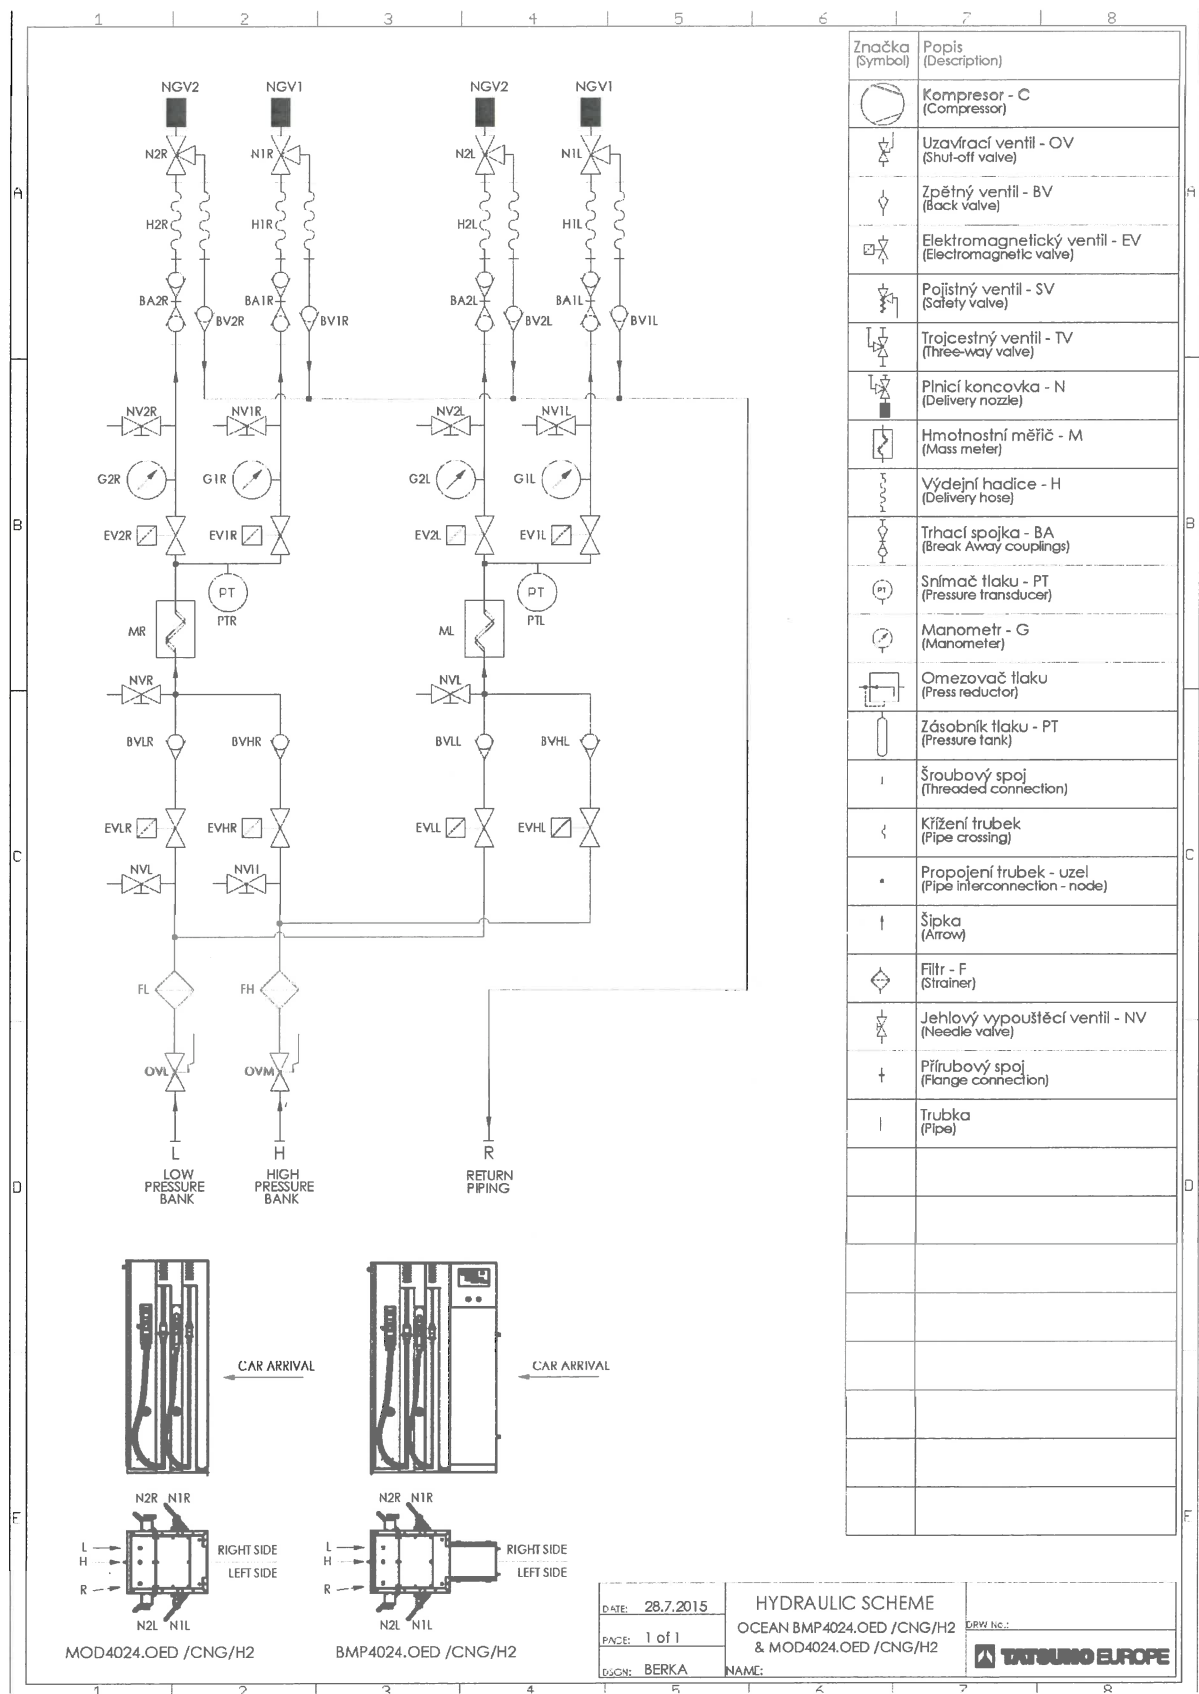 1 2 3 4 5 6 7 8
NGV2 NGV1 NGV2 NGV1
N2R N1R N2L N1L
A A
H2R H1R H2L H1L
BA2R BA1R BA2L BA1L
BV2R BV1R BV2L BV1L
NV2R NV1R NV2L NV1L
G2R G1R G2L G1L
B B
EV2R EV1R EV2L EV1L
PT PT
PTR PTL
MR ML
NVR NVL
BVLR BVHR BVLL BVHL
EVLR EVHR EVLL EVHL
C C
NVL
FL FH
OVL OVM
L H R
LOW
PRESSURE
BANK
HIGH
PRESSURE
BANK
RETURN
PIPING
D D
Značka
(Symbol)
Popis
(Description)
Kompresor - C
(Compressor)
Uzavírací ventil - OV
(Shut-off valve)
Zpětný ventil - BV
(Back valve)
Elektromagnetický ventil - EV
(Electromagnetic valve)
Pojistný ventil - SV
(Safety valve)
Trojcestný ventil - TV
(Three-way valve)
Plnicí koncovka - N
(Delivery nozzle)
Hmotnostní měřič - M
(Mass meter)
Výdejní hadice - H
(Delivery hose)
Trhací spojka - BA
(Break Away couplings)
PT
Snímač tlaku - PT
(Pressure transducer)
Manometr - G
(Manometer)
Omezovač tlaku
(Press reductor)
Zásobník tlaku - PT
(Pressure tank)
Šroubový spoj
(Threaded connection)
Křížení trubek
(Pipe crossing)
Propojení trubek - uzel
(Pipe interconnection - node)
Šipka
(Arrow)
Filtr - F
(Strainer)
Jehlový vypouštěcí ventil - NV
(Needle valve)
Přírubový spoj
(Flange connection)
Trubka
(Pipe)
CAR ARRIVAL
CAR ARRIVAL
E E
N2R N1R
L
H
R
RIGHT SIDE
LEFT SIDE
N2L N1L
MOD4024.OED /CNG/H2
N2R N1R
L
H
R
RIGHT SIDE
LEFT SIDE
N2L N1L
BMP4024.OED /CNG/H2
DATE: 28.7.2015
PAGE: 1 of 1
DSGN: BERKA
HYDRAULIC SCHEME
OCEAN BMP4024.OED /CNG/H2
& MOD4024.OED /CNG/H2
NAME:
DRW No.:
TATSUNO EUROPE
1 2 3 4 5 6 7 8